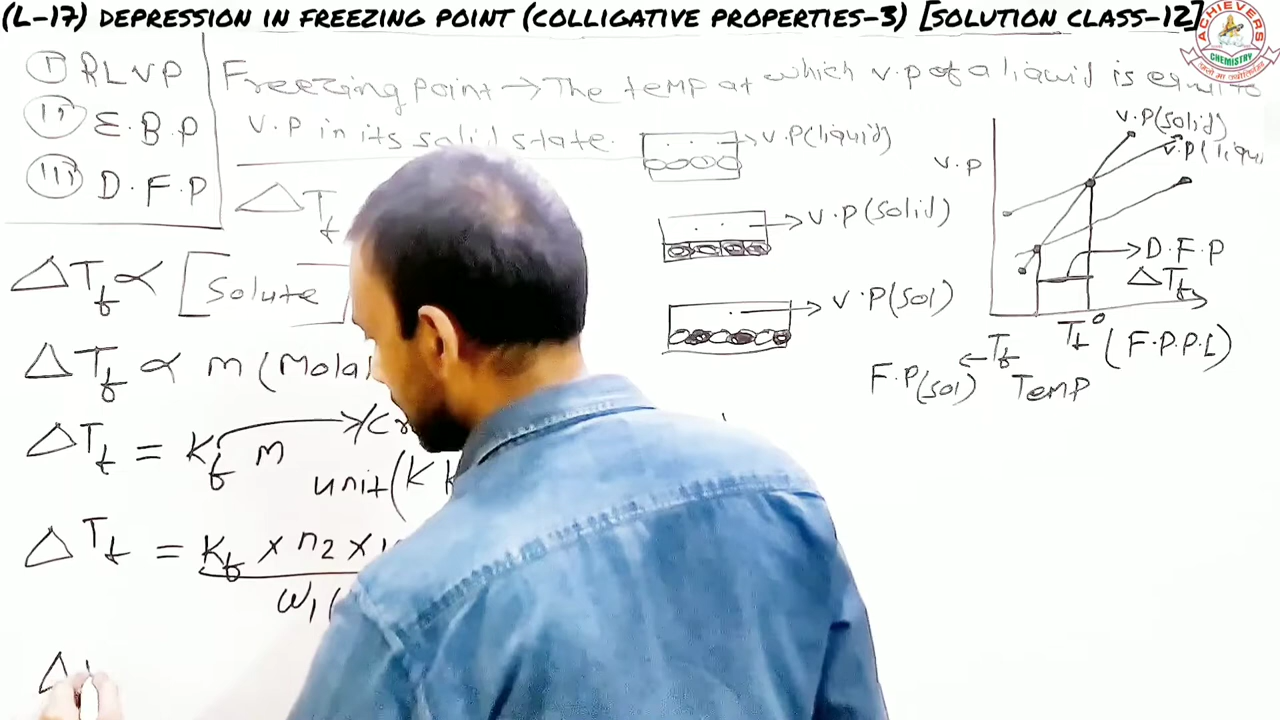 (L-17) DEPRESSION IN FREEZING POINT (COLLIGATIVE PROPERTIES-3) [SOLUTION CLASS-12]
ACHIEVERS
CHEMISTRY
I RLVP
II E.B.P
III D.F.P
Freezing point → The temp at which v.p of a liquid is equal to
v.p in its solid state.
ΔTf
ΔTf ∝ [Solute
ΔTf ∝ m (Mola
ΔTf = Kf m
unit (K
ΔTf = Kf × n2 ×
w1 (
Δ
v.p (liquid)
v.p (solid)
v.p (sol)
v.p
v.p (solid)
v.p (liqui
D.F.P
ΔTf
Tf Tf° (F.P.P.L)
F.P (sol) Temp